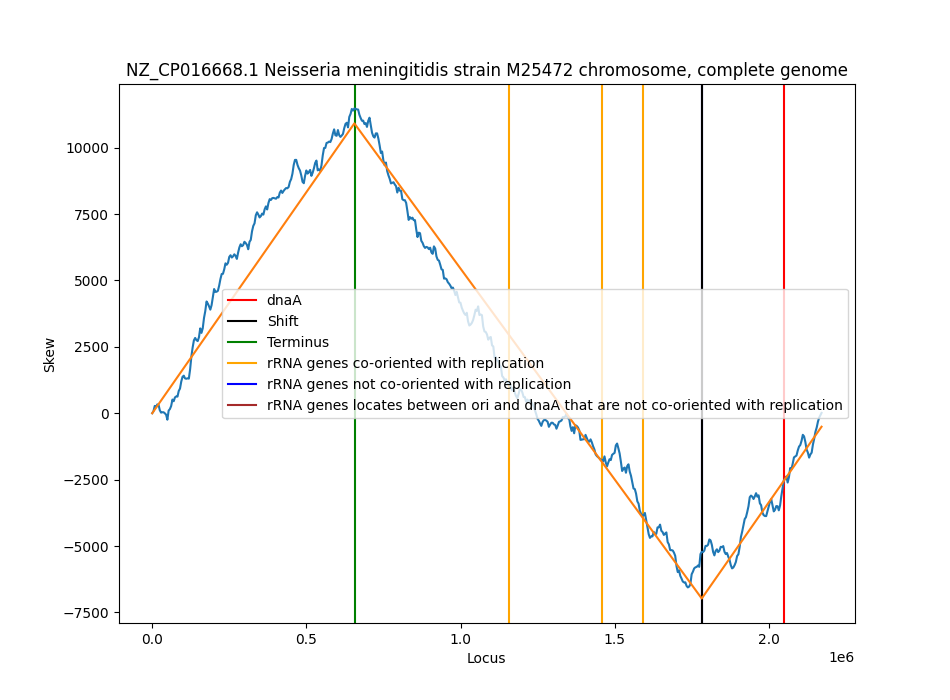 NZ_CP016668.1 Neisseria meningitidis strain M25472 chromosome, complete genome
10000
7500
5000
2500
0
−2500
−5000
−7500
Skew
dnaA
Shift
Terminus
rRNA genes co-oriented with replication
rRNA genes not co-oriented with replication
rRNA genes locates between ori and dnaA that are not co-oriented with replication
0.0 0.5 1.0 1.5 2.0
1e6
Locus